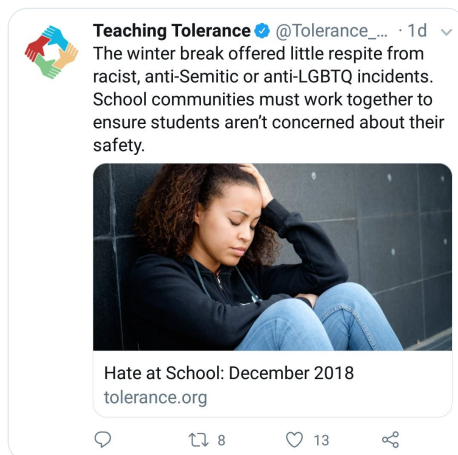 Teaching Tolerance @Tolerance_... · 1d
The winter break offered little respite from
racist, anti-Semitic or anti-LGBTQ incidents.
School communities must work together to
ensure students aren't concerned about their
safety.
Hate at School: December 2018
tolerance.org
8 13